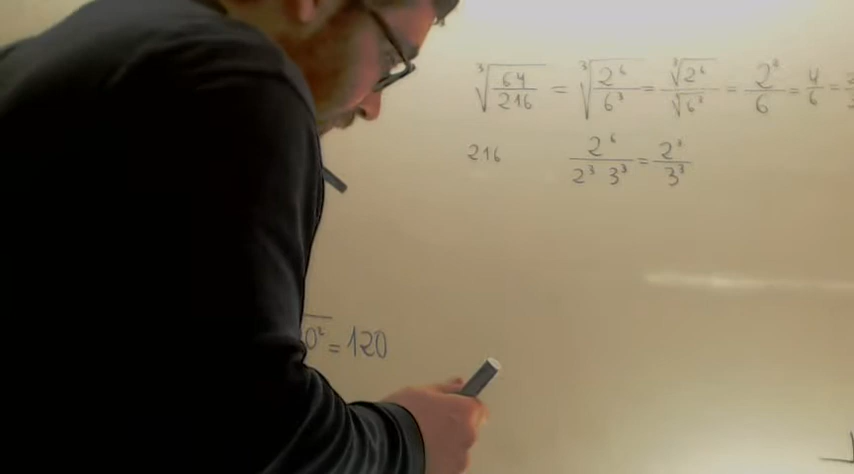 ∛(64/216) = ∛(2⁶/6³) = ∛2⁶/∛6³ = 2²/6 = 4/6 =
216 2⁶/(2³ 3³) = 2³/3³
0² = 120